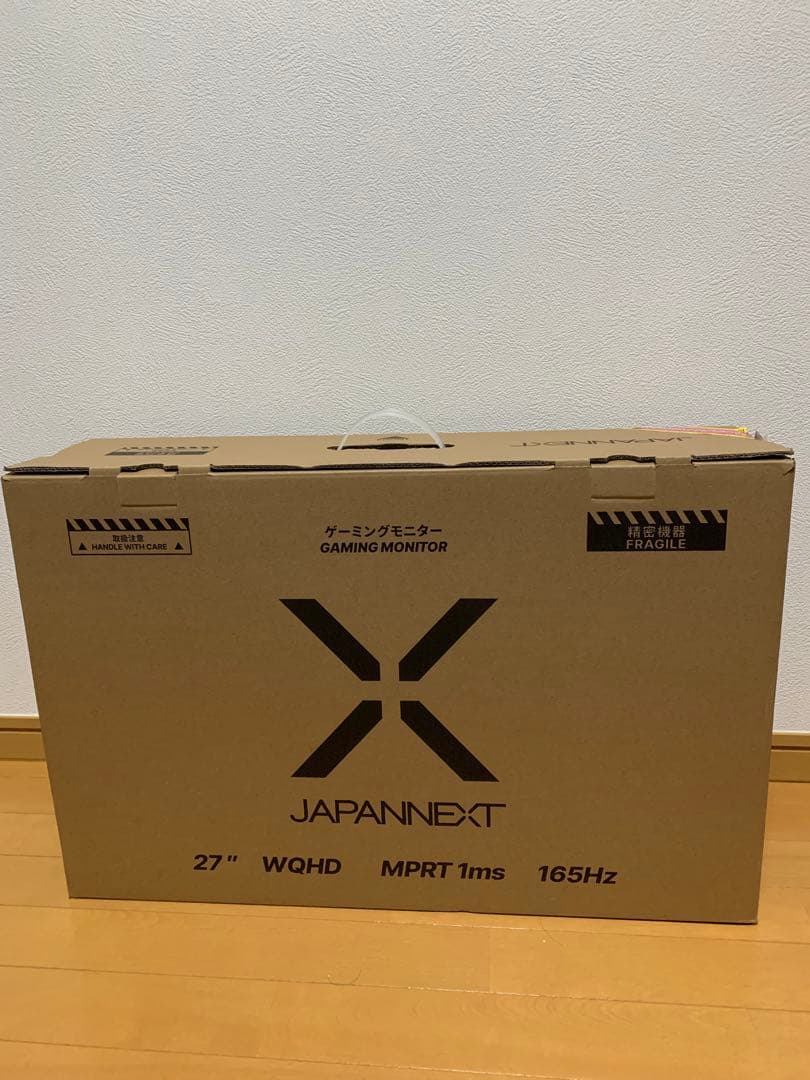 JAPANNEXT
取扱注意
HANDLE WITH CARE
ゲーミングモニター
GAMING MONITOR
精密機器
FRAGILE
JAPANNEXT
27" WQHD MPRT 1ms 165Hz